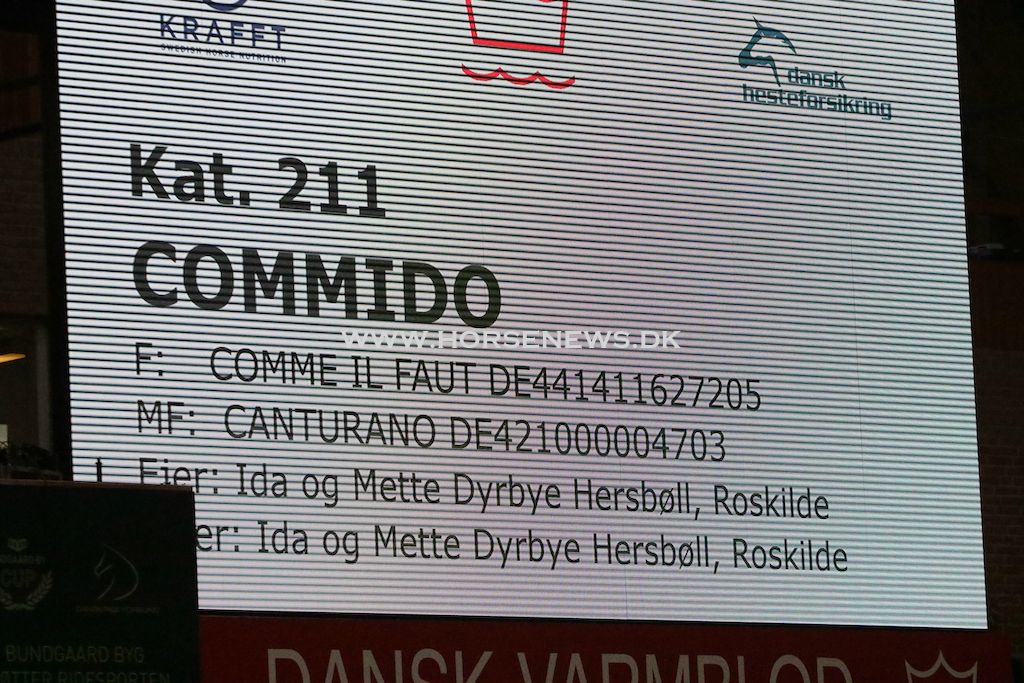 KRAFFT
SWEDISH HORSE NUTRITION
dansk
hesteforsikring
Kat. 211
COMMIDO
WWW.HORSENEWS.DK
F: COMME IL FAUT DE441411627205
MF: CANTURANO DE421000004703
Ejer: Ida og Mette Dyrbye Hersbøll, Roskilde
er: Ida og Mette Dyrbye Hersbøll, Roskilde
CUP
BUNDGAARD BYG
RIDESPORTEN
DANSK VARMBLOD